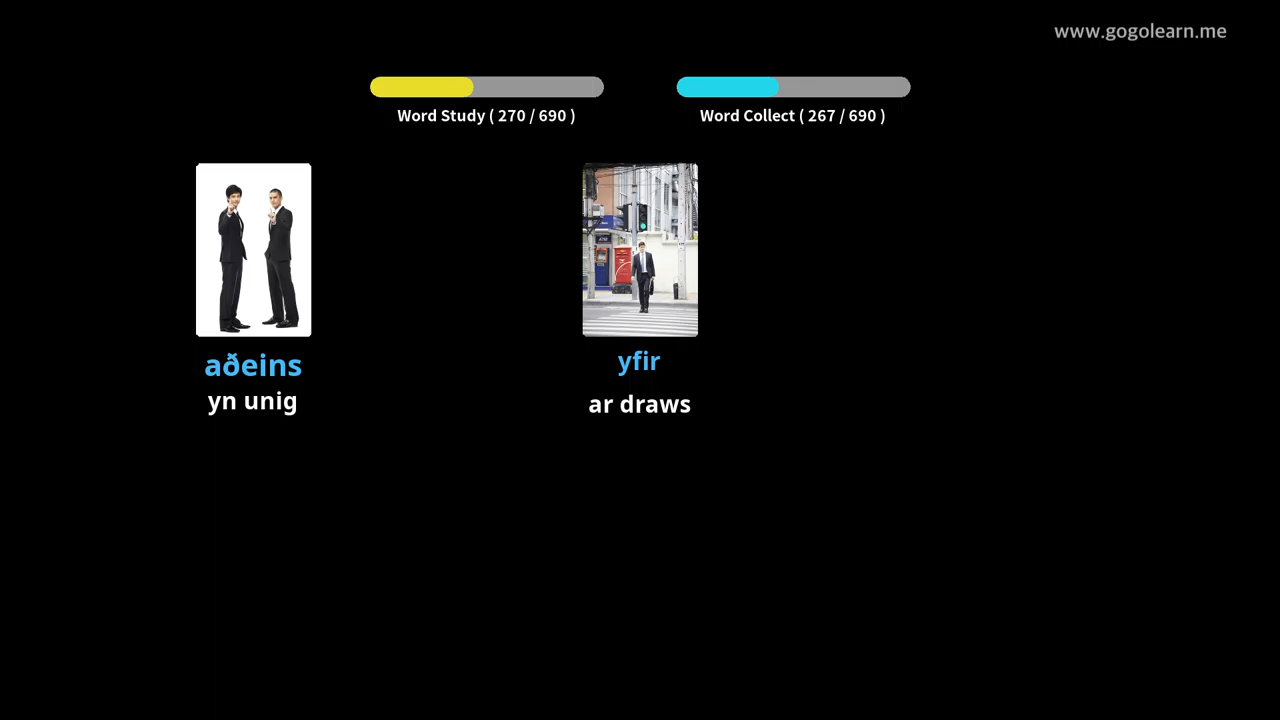 www.gogolearn.me
Word Study ( 270 / 690 )
Word Collect ( 267 / 690 )
aðeins
yfir
yn unig
ar draws